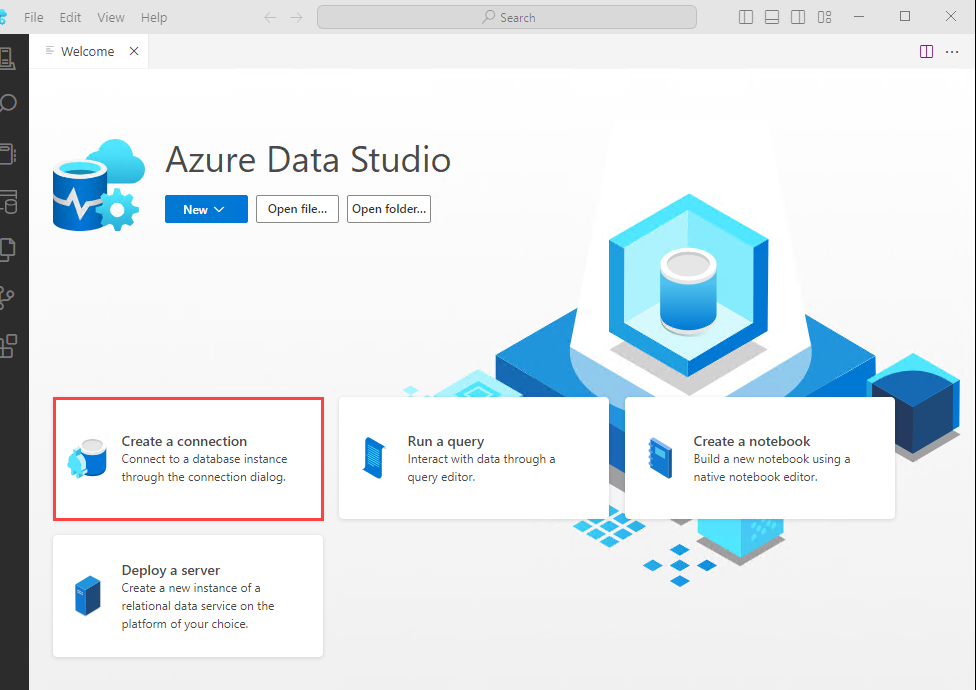 File Edit View Help Search
Welcome
Azure Data Studio
New Open file... Open folder...
Create a connection
Connect to a database instance
through the connection dialog.
Run a query
Interact with data through a
query editor.
Create a notebook
Build a new notebook using a
native notebook editor.
Deploy a server
Create a new instance of a
relational data service on the
platform of your choice.